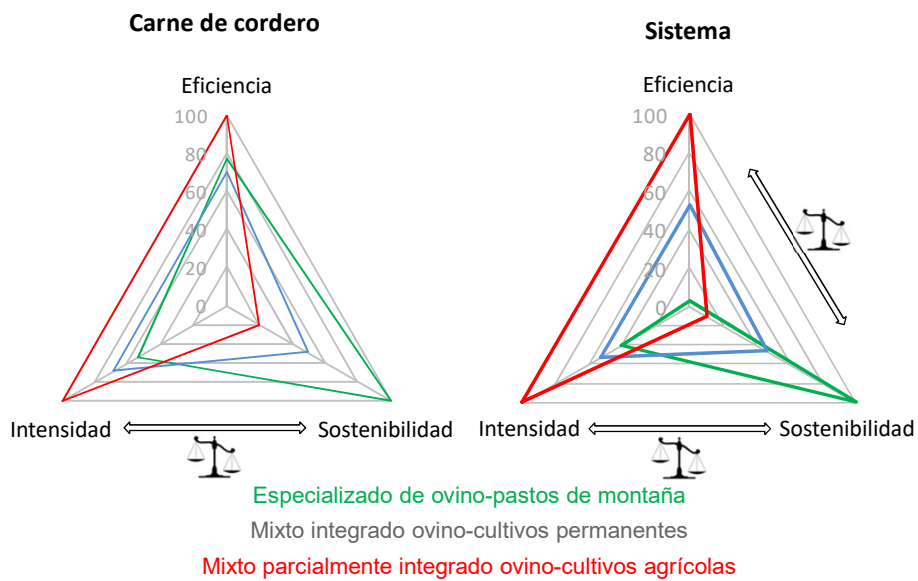 Carne de cordero
Eficiencia
100
80
60
40
20
0
Intensidad
Sostenibilidad
Sistema
Eficiencia
100
80
60
40
20
0
Intensidad
Sostenibilidad
Especializado de ovino-pastos de montaña
Mixto integrado ovino-cultivos permanentes
Mixto parcialmente integrado ovino-cultivos agrícolas